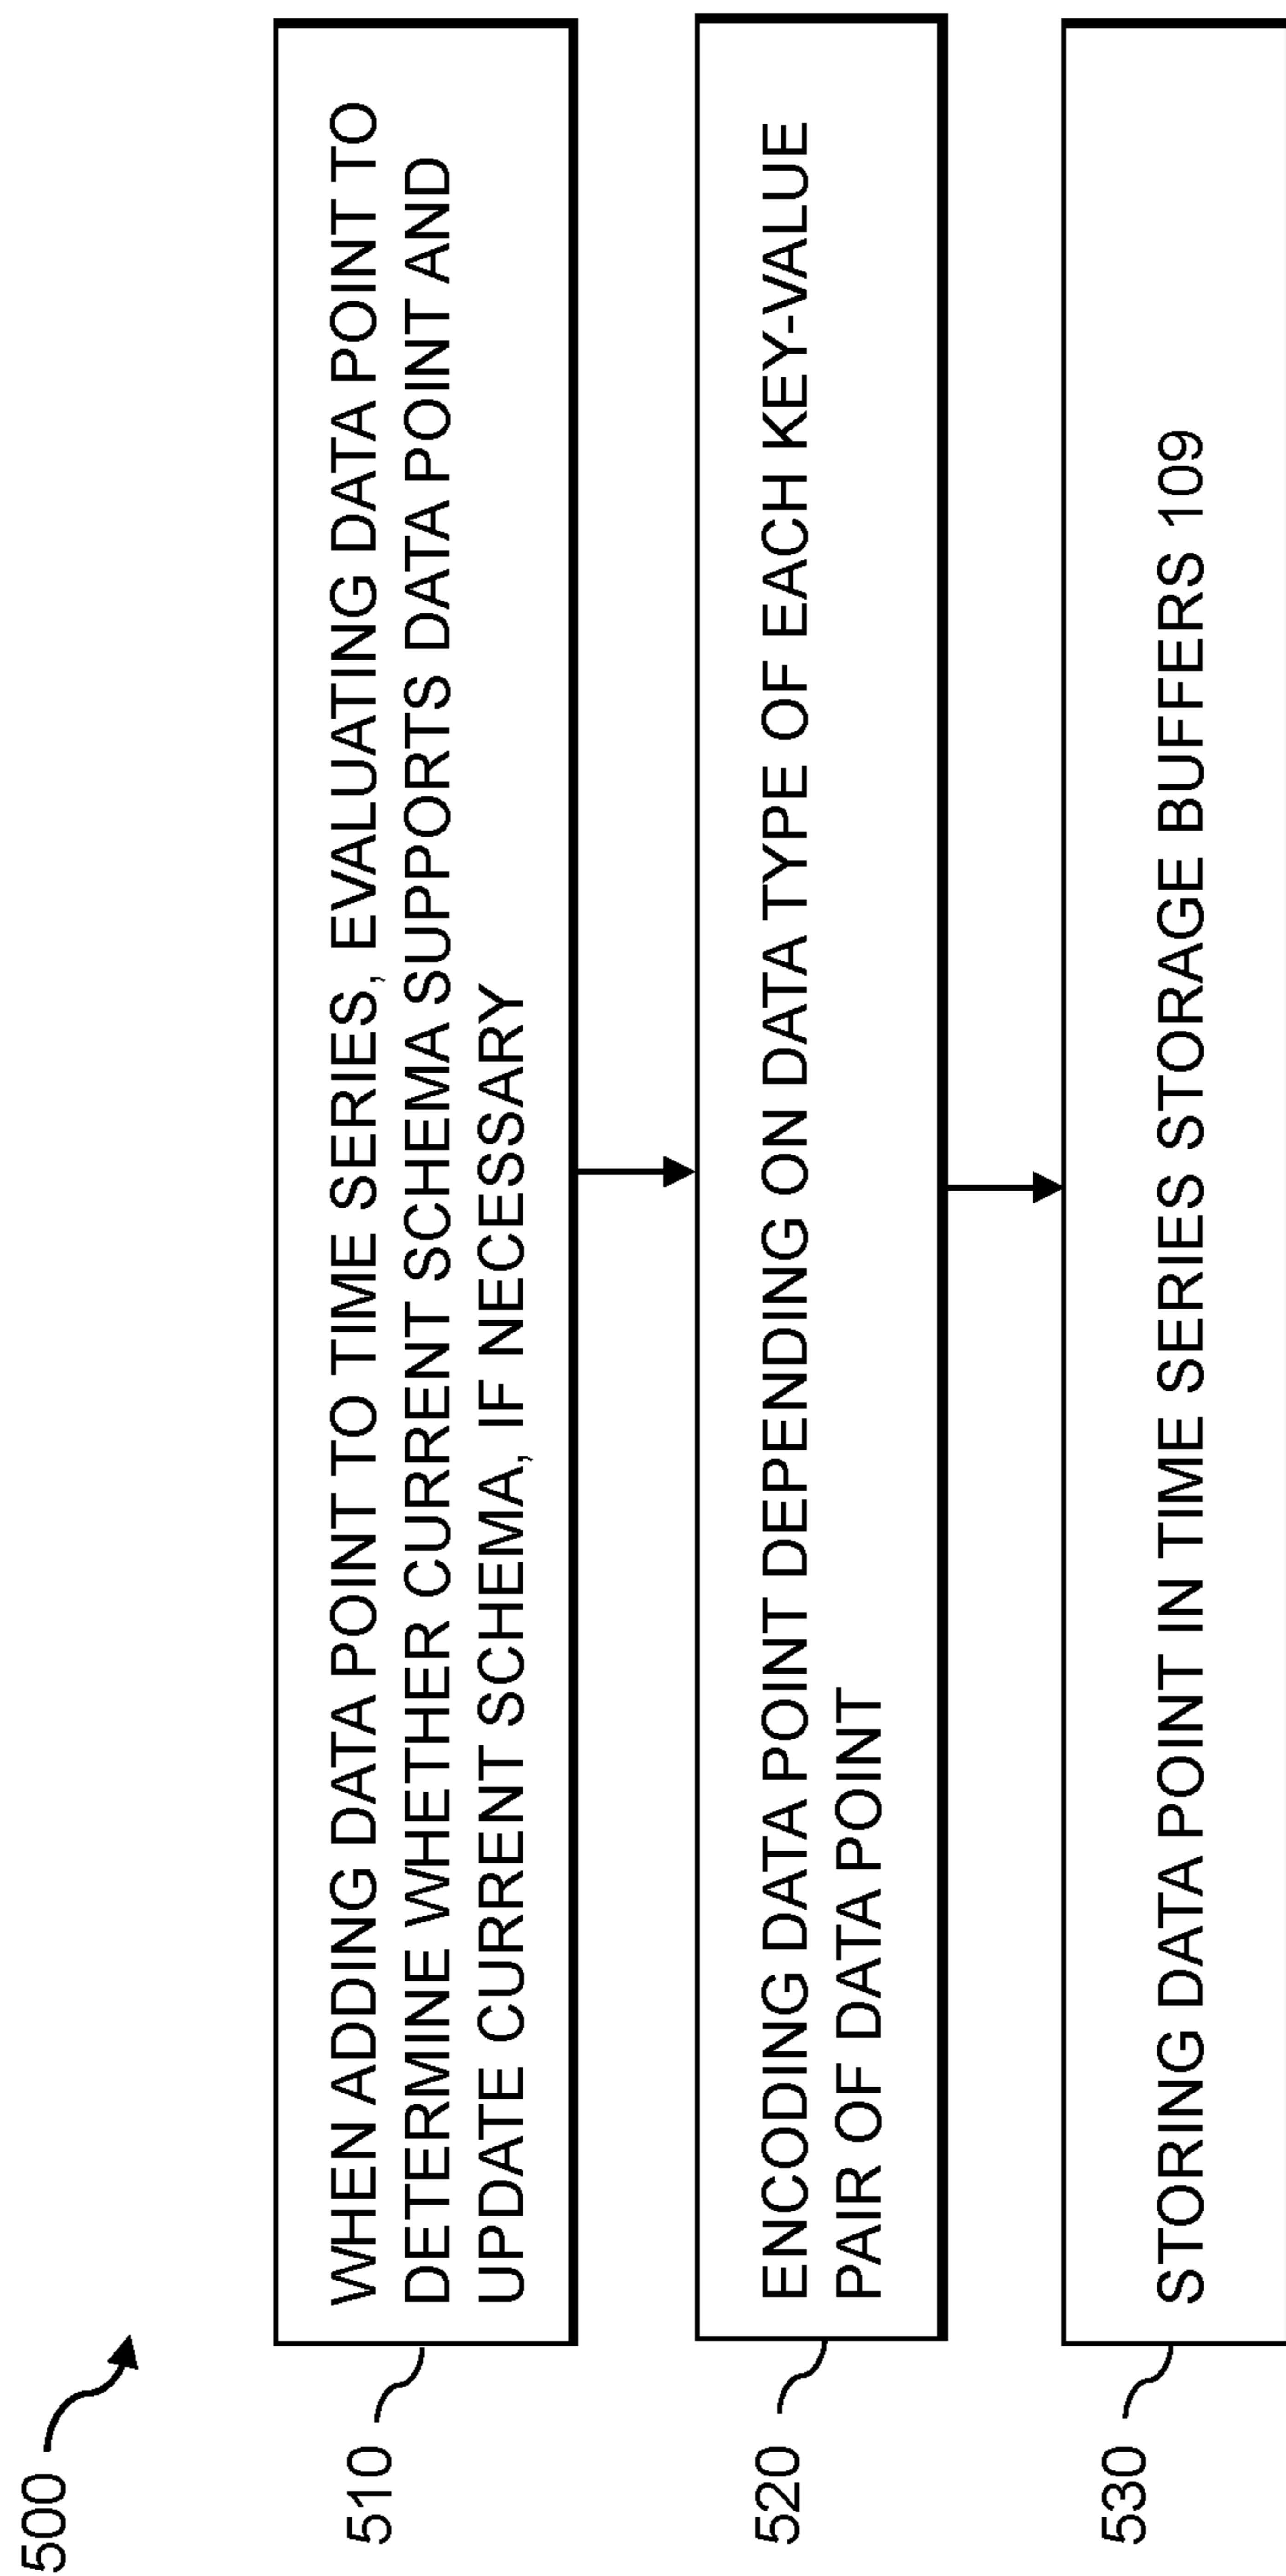 500
510
WHEN ADDING DATA POINT TO TIME SERIES, EVALUATING DATA POINT TO
DETERMINE WHETHER CURRENT SCHEMA SUPPORTS DATA POINT AND
UPDATE CURRENT SCHEMA, IF NECESSARY
520
ENCODING DATA POINT DEPENDING ON DATA TYPE OF EACH KEY-VALUE
PAIR OF DATA POINT
530
STORING DATA POINT IN TIME SERIES STORAGE BUFFERS 109